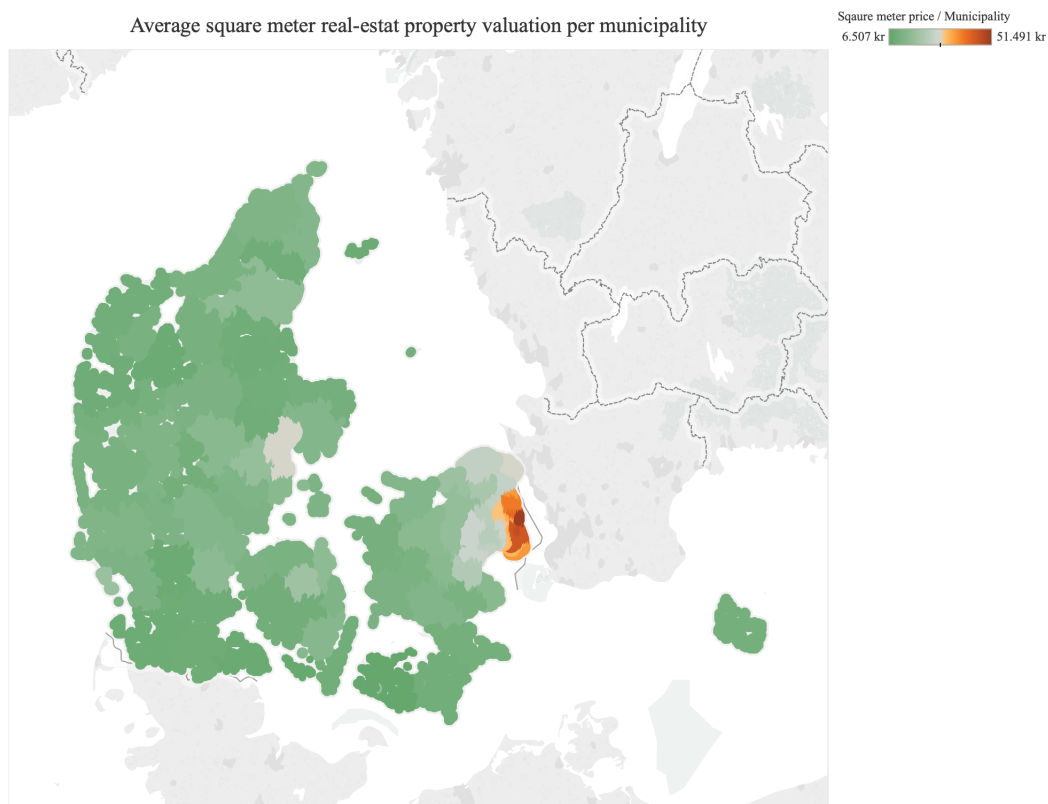 Average square meter real-estat property valuation per municipality
Sqaure meter price / Municipality
6.507 kr 51.491 kr